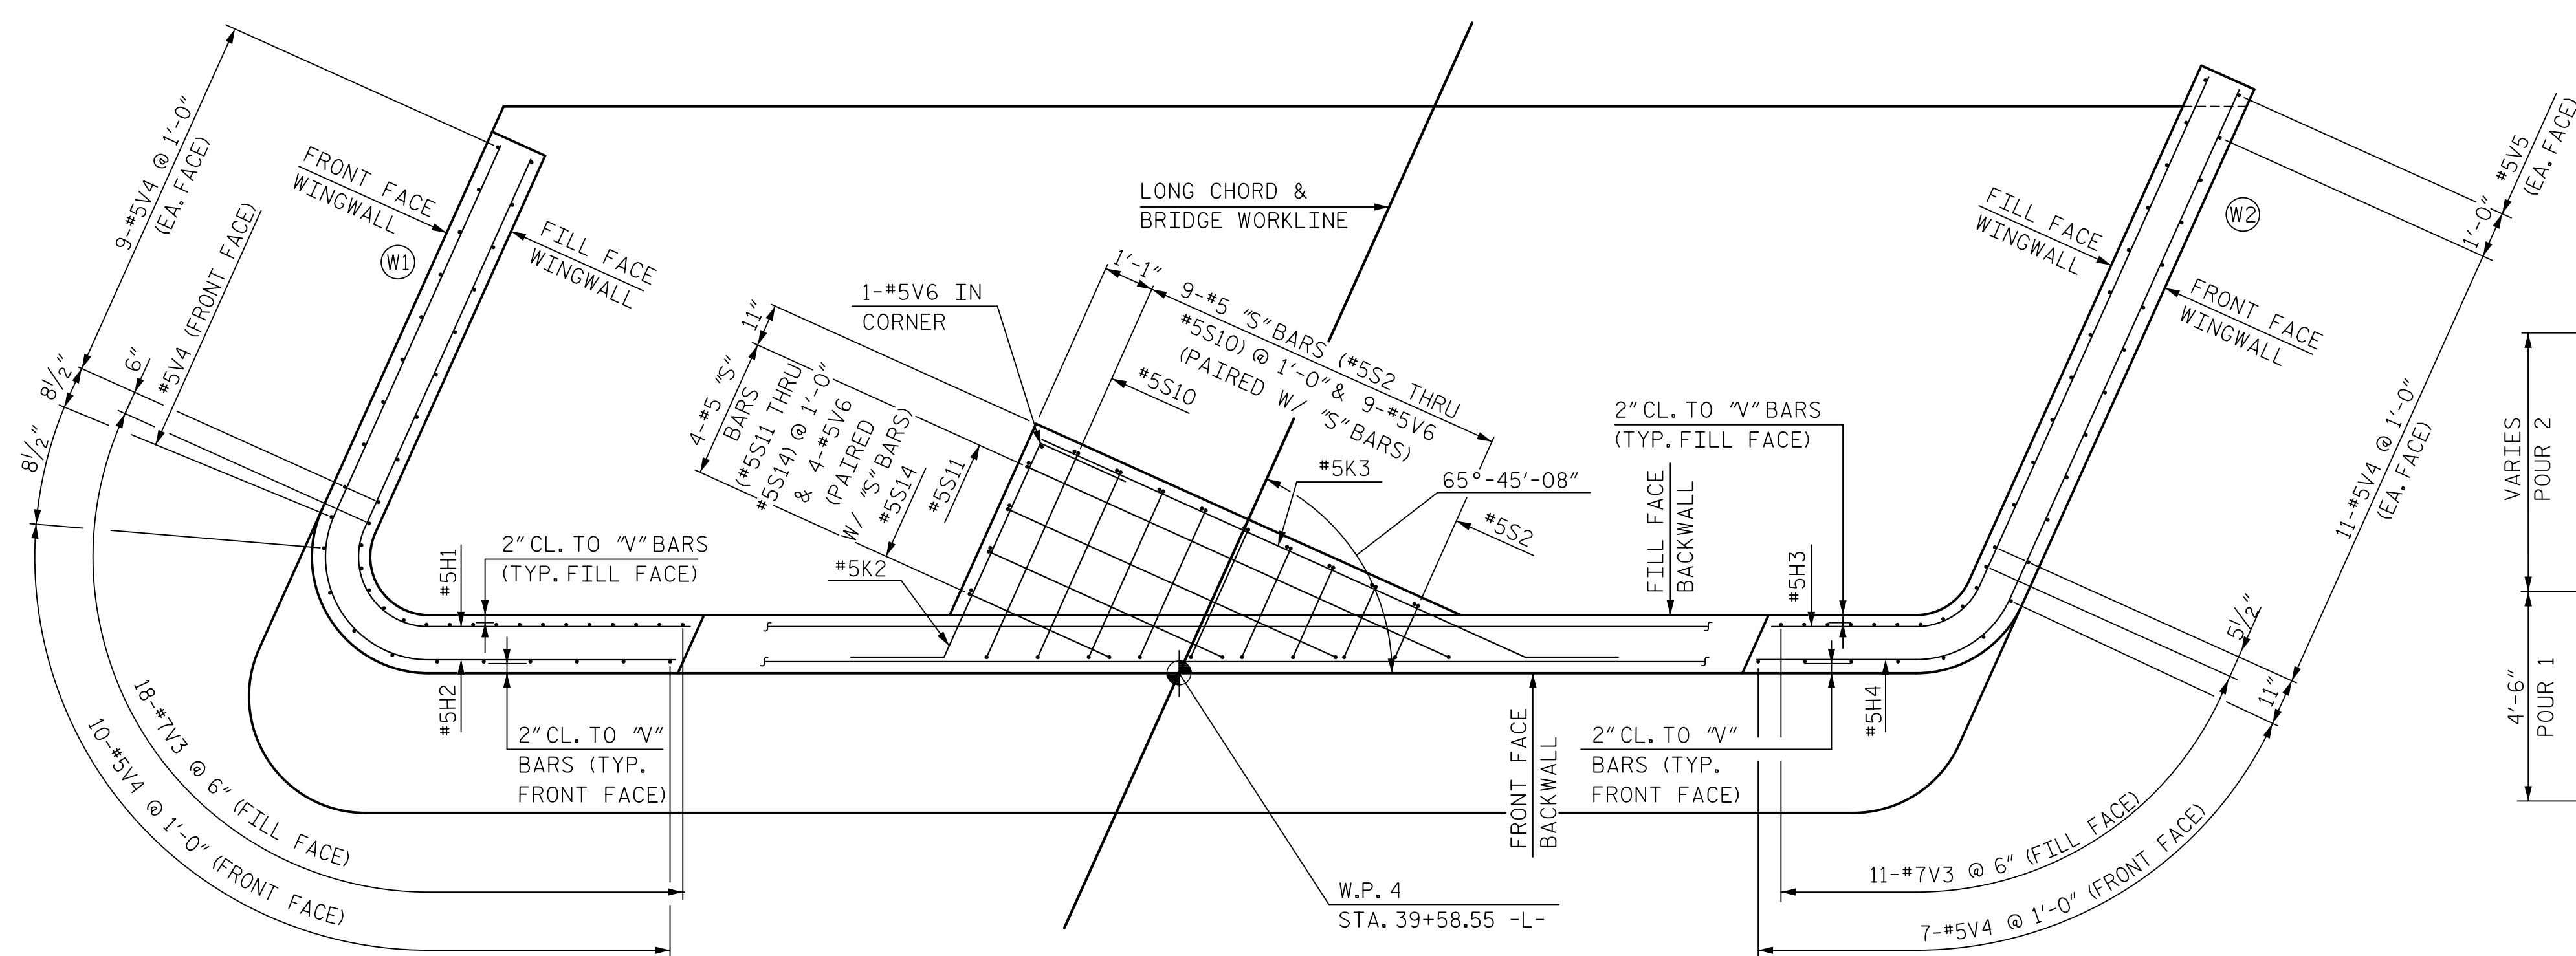 9-#5V4 @ 1'-0"
(EA. FACE)
FRONT FACE
WINGWALL
W1
FILL FACE
WINGWALL
8½"
6"
#5V4 (FRONT FACE)
8½"
LONG CHORD &
BRIDGE WORKLINE
1-#5V6 IN
CORNER
11"
1'-1"
9-#5 "S" BARS (#5S2 THRU
#5S10) @ 1'-0" & 9-#5V6
(PAIRED W/ "S" BARS)
#5S10
4-#5 "S"
BARS
(#5S11 THRU
#5S14) @ 1'-0"
& 4-#5V6
(PAIRED
W/ "S" BARS)
#5S14
#5S11
#5K3
65°-45'-08"
#5S2
#5K2
#5H1
2" CL. TO "V" BARS
(TYP. FILL FACE)
#5H2
2" CL. TO "V"
BARS (TYP.
FRONT FACE)
18-#7V3 @ 6" (FILL FACE)
10-#5V4 @ 1'-0" (FRONT FACE)
2" CL. TO "V" BARS
(TYP. FILL FACE)
FILL FACE
BACKWALL
#5H3
#5H4
2" CL. TO "V"
BARS (TYP.
FRONT FACE)
FRONT FACE
BACKWALL
W.P. 4
STA. 39+58.55 -L-
FILL FACE
WINGWALL
W2
FRONT FACE
WINGWALL
#5V5
(EA. FACE)
1'-0"
11-#5V4 @ 1'-0"
(EA. FACE)
5½"
11"
11-#7V3 @ 6" (FILL FACE)
7-#5V4 @ 1'-0" (FRONT FACE)
VARIES
POUR 2
4'-6"
POUR 1